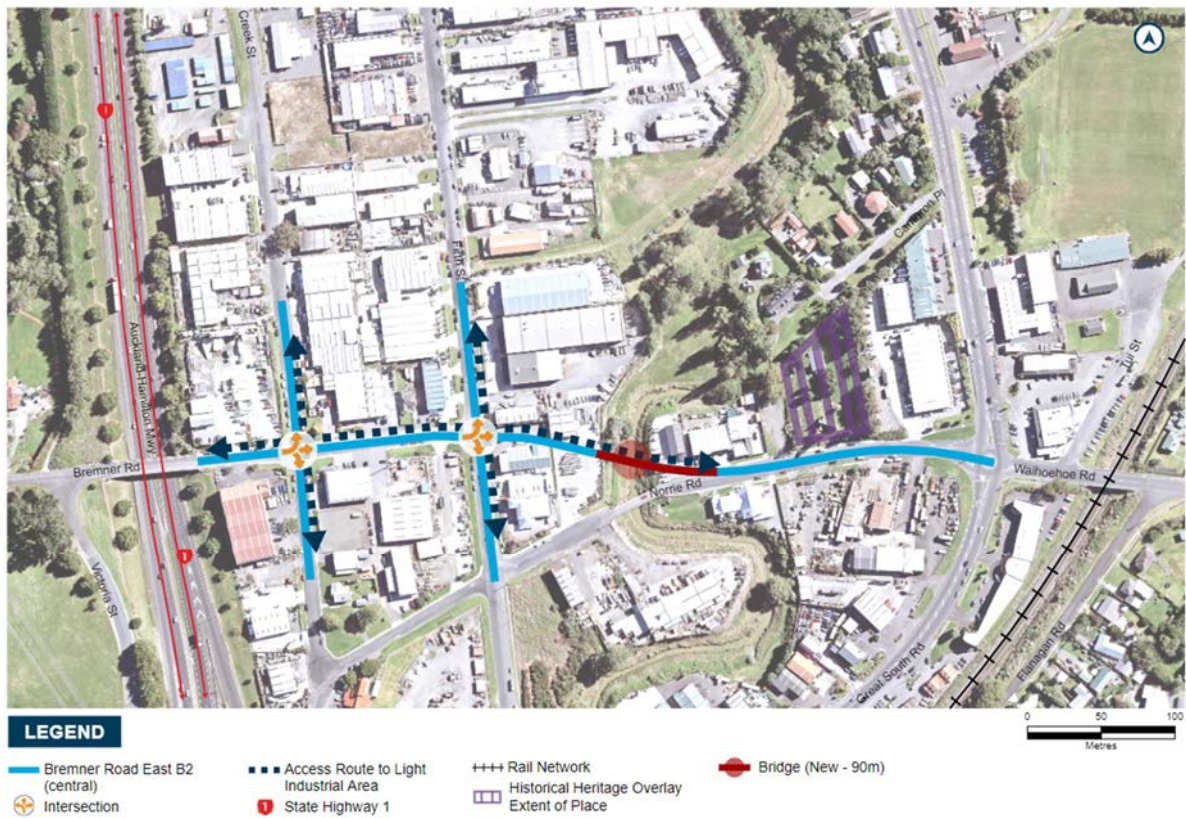 Creek St
Firth St
Cameron Pl
Auckland-Hamilton Mwy
1
Tui St
Bremner Rd
Norrie Rd
Waihoehoe Rd
1
Victoria St
Great South Rd
Flanagan Rd
LEGEND
0 50 100
Metres
Bremner Road East B2
(central)
Intersection
Access Route to Light
Industrial Area
1 State Highway 1
Rail Network
Historical Heritage Overlay
Extent of Place
Bridge (New - 90m)